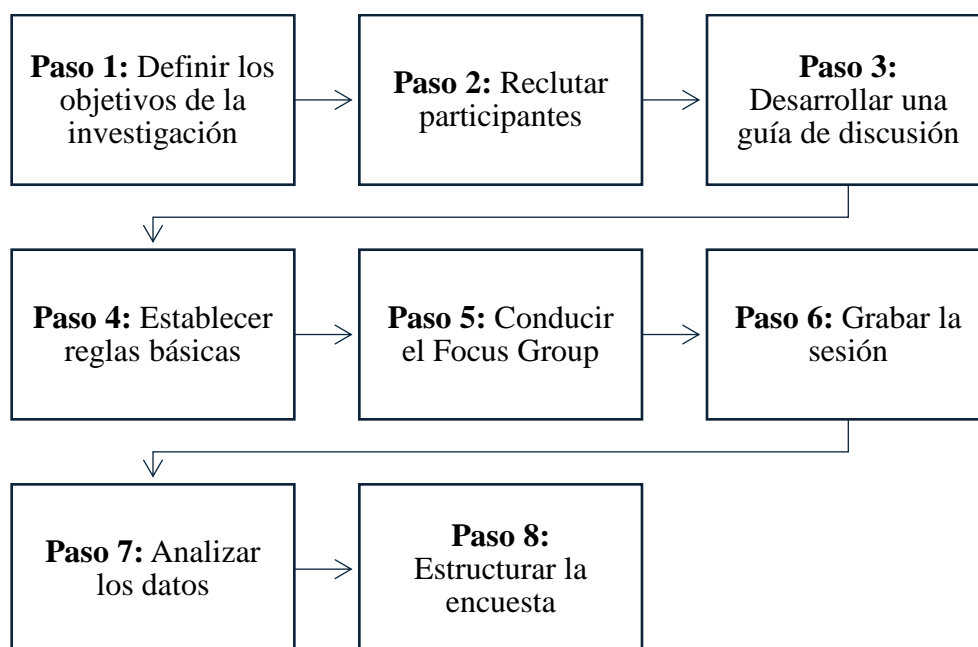 Paso 1: Definir los
objetivos de la
investigación
Paso 2: Reclutar
participantes
Paso 3:
Desarrollar una
guía de discusión
Paso 4: Establecer
reglas básicas
Paso 5: Conducir
el Focus Group
Paso 6: Grabar la
sesión
Paso 7: Analizar
los datos
Paso 8:
Estructurar la
encuesta